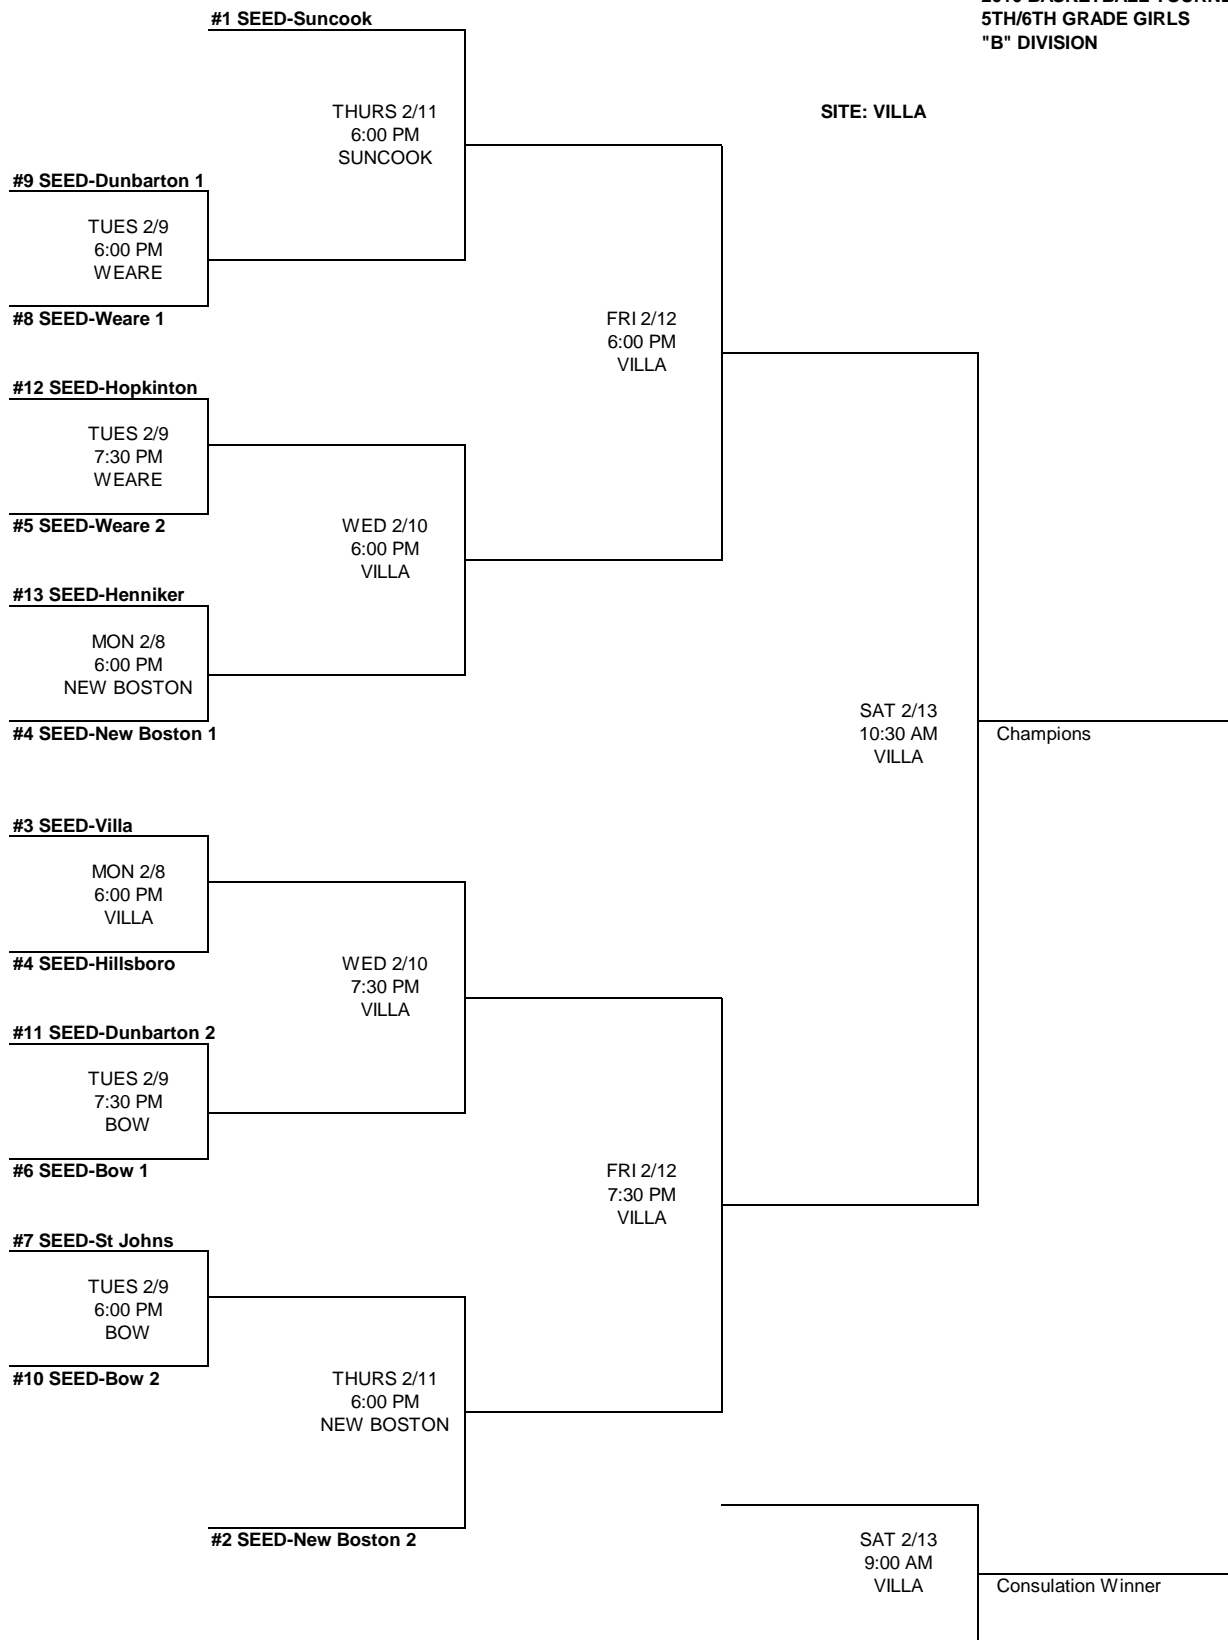 #1 SEED-Suncook
5TH/6TH GRADE GIRLS
"B" DIVISION
THURS 2/11
6:00 PM
SUNCOOK
SITE: VILLA
#9 SEED-Dunbarton 1
TUES 2/9
6:00 PM
WEARE
#8 SEED-Weare 1
FRI 2/12
6:00 PM
VILLA
#12 SEED-Hopkinton
TUES 2/9
7:30 PM
WEARE
#5 SEED-Weare 2
WED 2/10
6:00 PM
VILLA
#13 SEED-Henniker
MON 2/8
6:00 PM
NEW BOSTON
#4 SEED-New Boston 1
SAT 2/13
10:30 AM
VILLA
Champions
#3 SEED-Villa
MON 2/8
6:00 PM
VILLA
#4 SEED-Hillsboro
WED 2/10
7:30 PM
VILLA
#11 SEED-Dunbarton 2
TUES 2/9
7:30 PM
BOW
#6 SEED-Bow 1
FRI 2/12
7:30 PM
VILLA
#7 SEED-St Johns
TUES 2/9
6:00 PM
BOW
#10 SEED-Bow 2
THURS 2/11
6:00 PM
NEW BOSTON
#2 SEED-New Boston 2
SAT 2/13
9:00 AM
VILLA
Consulation Winner